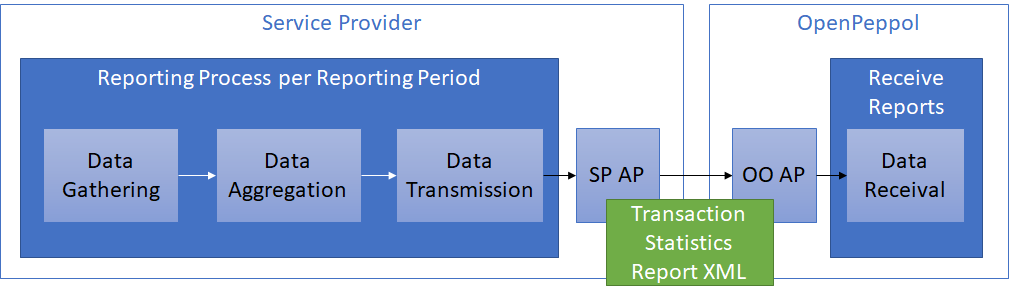 Service Provider
OpenPeppol
Reporting Process per Reporting Period
Receive
Reports
Data
Gathering
Data
Aggregation
Data
Transmission
SP AP
OO AP
Data
Receival
Transaction
Statistics
Report XML